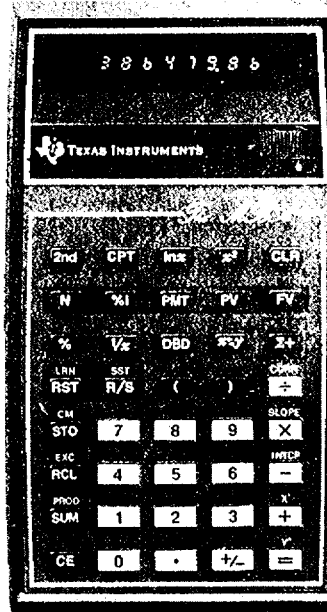 TEXAS INSTRUMENTS
2nd CPT lnx x² CLR
N %I PMT PV FV
% 1/x DBD x↔y Σ+
LRN SST
RST R/S ( ) ÷
CM SLOPE
STO 7 8 9 ×
EXC INTCP
RCL 4 5 6 −
PROD X'
SUM 1 2 3 +
Y'
CE 0 . +/− =